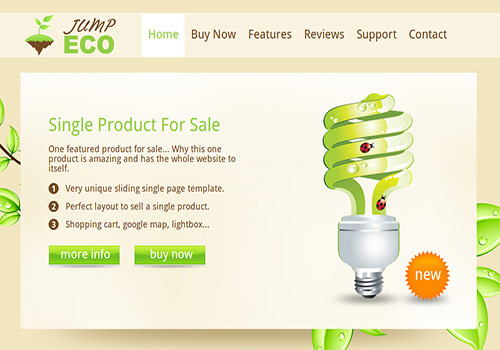 JUMP
ECO
Home Buy Now Features Reviews Support Contact
Single Product For Sale
One featured product for sale... Why this one
product is amazing and has the whole website to
itself.
1 Very unique sliding single page template.
2 Perfect layout to sell a single product.
3 Shopping cart, google map, lightbox...
more info buy now
new